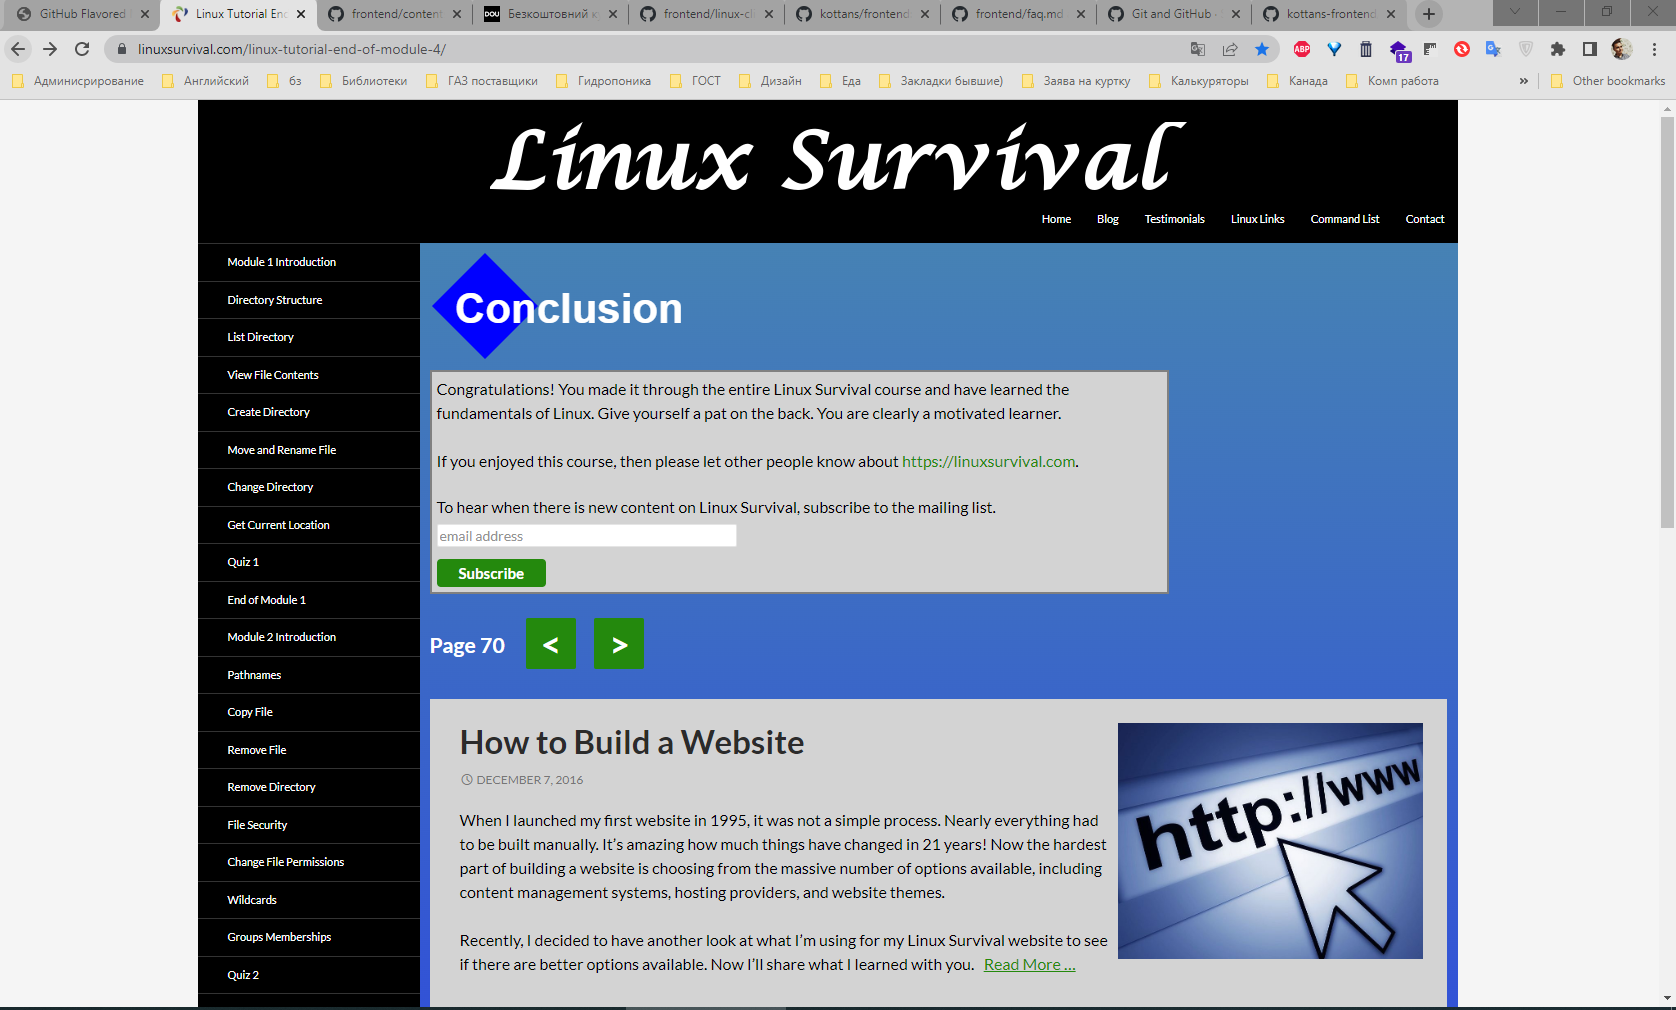 GitHub Flavored
Linux Tutorial End
frontend/content
DOU
Безкоштовний к
frontend/linux-cl
kottans/frontend
frontend/faq.md
Git and GitHub
kottans-frontend
linuxsurvival.com/linux-tutorial-end-of-module-4/
ABP
17
Админисрирование
Английский
бз
Библиотеки
ГАЗ поставщики
Гидропоника
ГОСТ
Дизайн
Еда
Закладки бывшие)
Заява на куртку
Калькуряторы
Канада
Комп работа
»
Other bookmarks
Linux Survival
Home
Blog
Testimonials
Linux Links
Command List
Contact
Module 1 Introduction
Directory Structure
List Directory
View File Contents
Create Directory
Move and Rename File
Change Directory
Get Current Location
Quiz 1
End of Module 1
Module 2 Introduction
Pathnames
Copy File
Remove File
Remove Directory
File Security
Change File Permissions
Wildcards
Groups Memberships
Quiz 2
Conclusion
Congratulations! You made it through the entire Linux Survival course and have learned the
fundamentals of Linux. Give yourself a pat on the back. You are clearly a motivated learner.
If you enjoyed this course, then please let other people know about https://linuxsurvival.com.
To hear when there is new content on Linux Survival, subscribe to the mailing list.
email address
Subscribe
Page 70
<
>
How to Build a Website
DECEMBER 7, 2016
When I launched my first website in 1995, it was not a simple process. Nearly everything had
to be built manually. It’s amazing how much things have changed in 21 years! Now the hardest
part of building a website is choosing from the massive number of options available, including
content management systems, hosting providers, and website themes.
Recently, I decided to have another look at what I’m using for my Linux Survival website to see
if there are better options available. Now I’ll share what I learned with you. Read More …
http://www